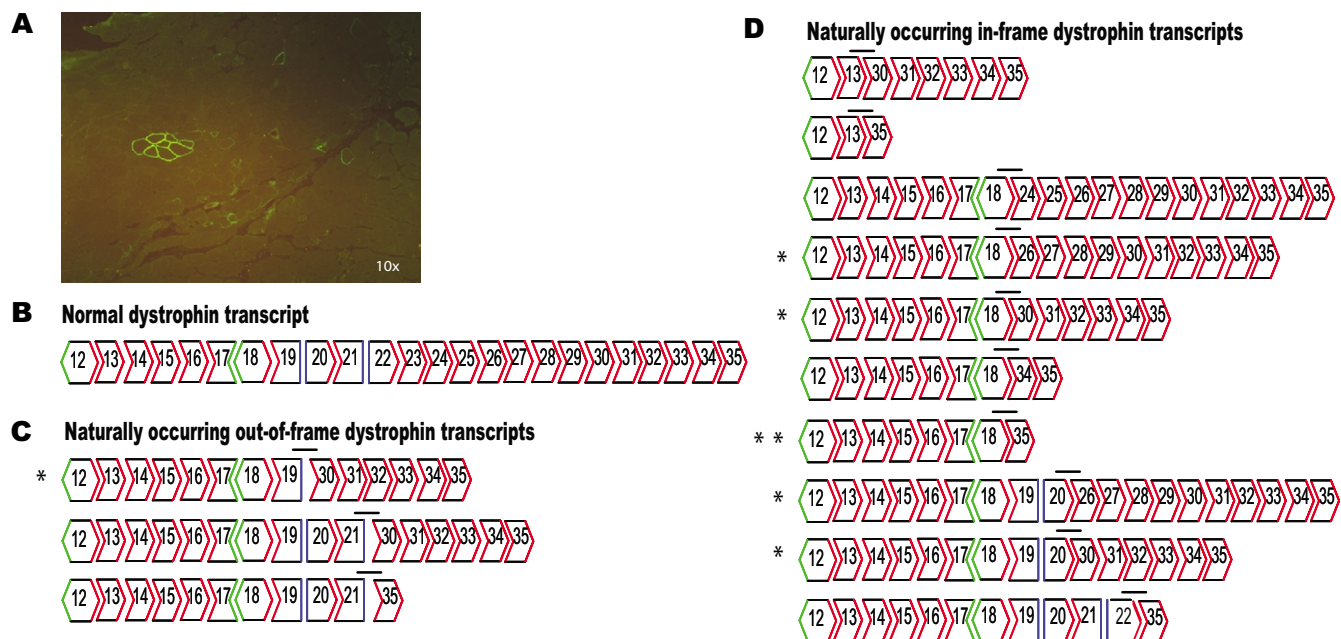 A
10x
B Normal dystrophin transcript
12 13 14 15 16 17 18 19 20 21 22 23 24 25 26 27 28 29 30 31 32 33 34 35
C Naturally occurring out-of-frame dystrophin transcripts
* 12 13 14 15 16 17 18 19 30 31 32 33 34 35
12 13 14 15 16 17 18 19 20 21 30 31 32 33 34 35
12 13 14 15 16 17 18 19 20 21 35
D Naturally occurring in-frame dystrophin transcripts
12 13 30 31 32 33 34 35
12 13 35
12 13 14 15 16 17 18 24 25 26 27 28 29 30 31 32 33 34 35
* 12 13 14 15 16 17 18 26 27 28 29 30 31 32 33 34 35
* 12 13 14 15 16 17 18 30 31 32 33 34 35
12 13 14 15 16 17 18 34 35
* * 12 13 14 15 16 17 18 35
* 12 13 14 15 16 17 18 19 20 26 27 28 29 30 31 32 33 34 35
* 12 13 14 15 16 17 18 19 20 30 31 32 33 34 35
12 13 14 15 16 17 18 19 20 21 22 35